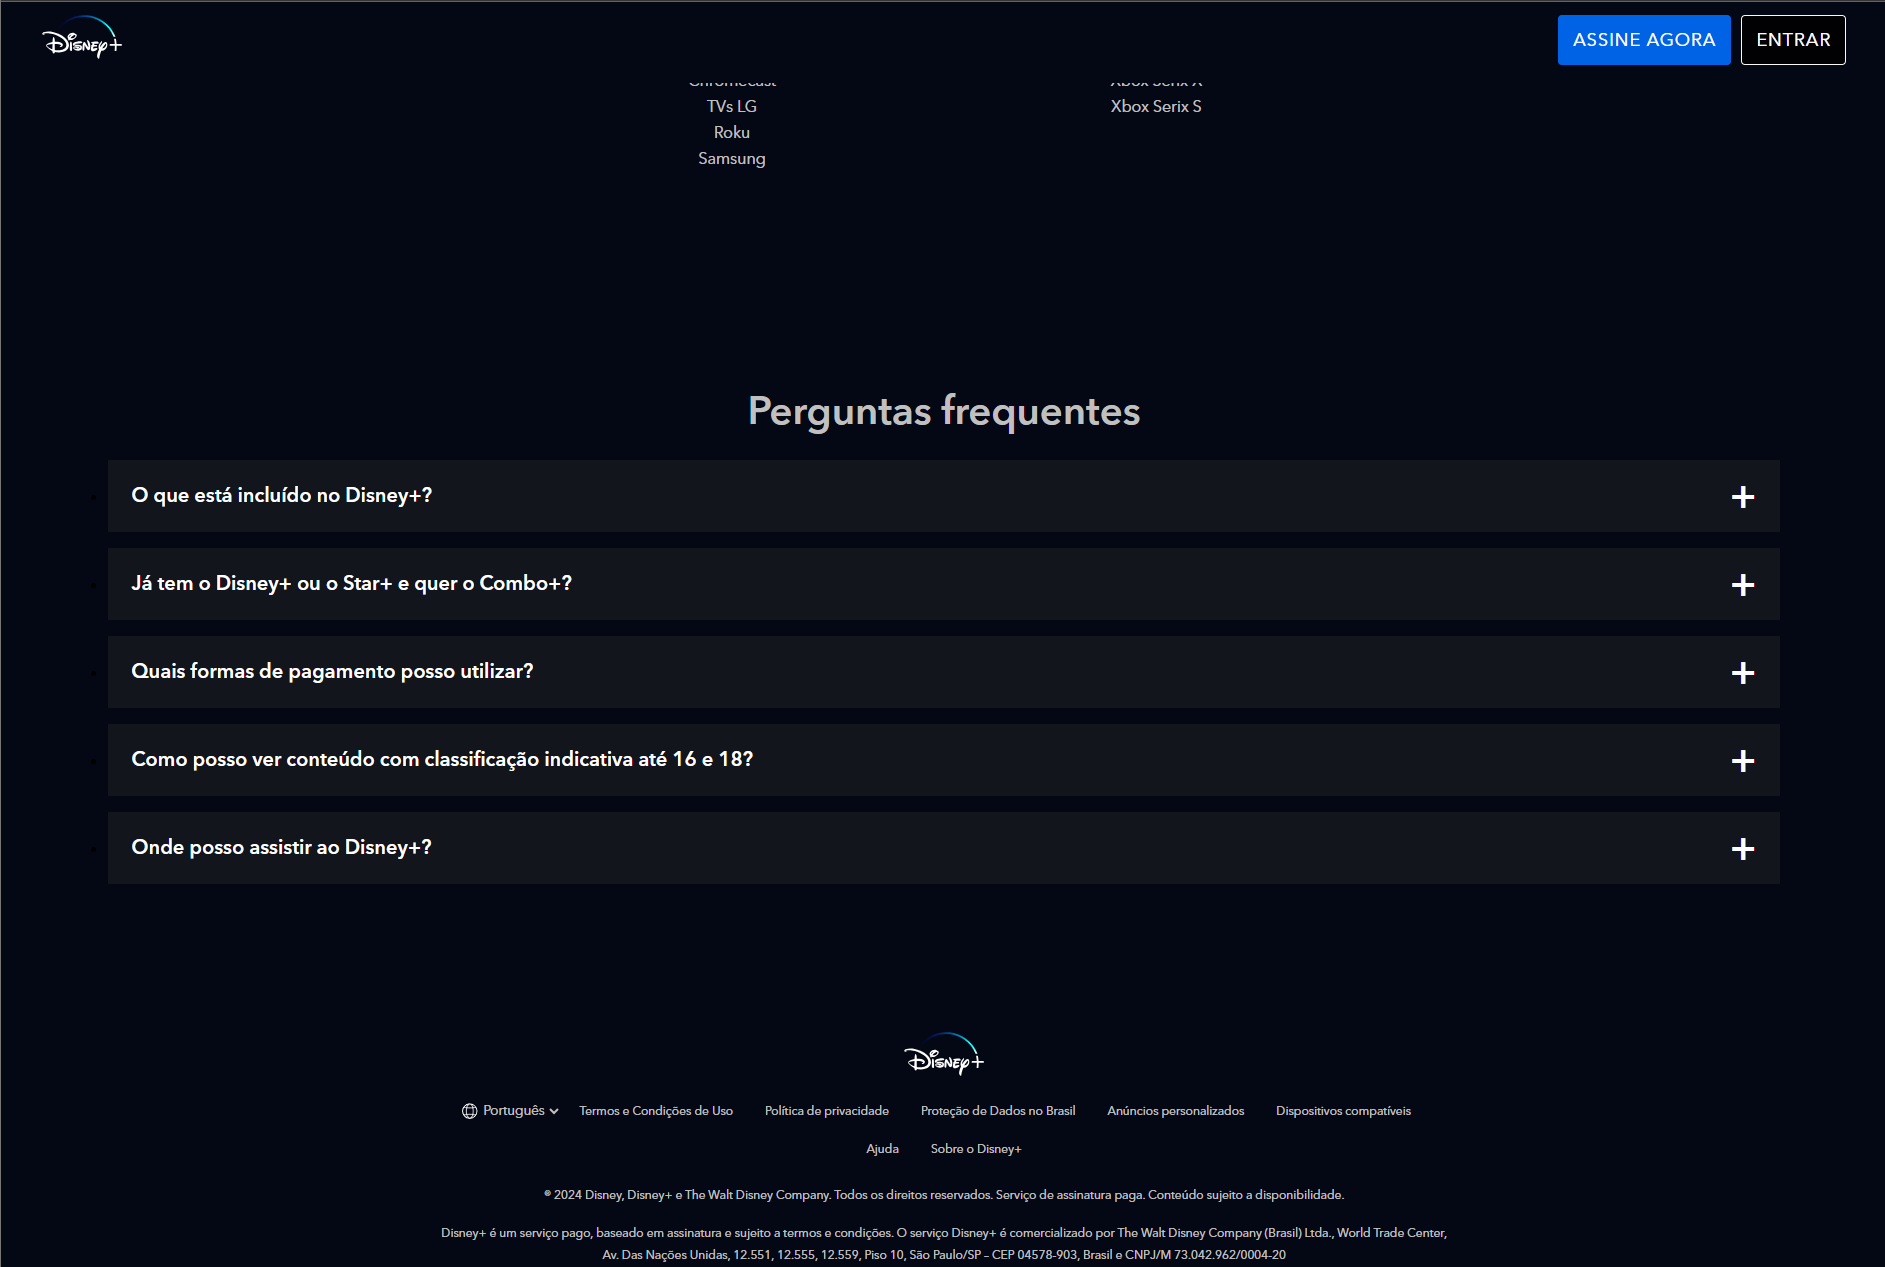 Disney+
ASSINE AGORA
ENTRAR
Chromecast
TVs LG
Roku
Samsung
Xbox Serix X
Xbox Serix S
Perguntas frequentes
O que está incluído no Disney+?
Já tem o Disney+ ou o Star+ e quer o Combo+?
Quais formas de pagamento posso utilizar?
Como posso ver conteúdo com classificação indicativa até 16 e 18?
Onde posso assistir ao Disney+?
Disney+
Português Termos e Condições de Uso Política de privacidade Proteção de Dados no Brasil Anúncios personalizados Dispositivos compatíveis
Ajuda Sobre o Disney+
® 2024 Disney, Disney+ e The Walt Disney Company. Todos os direitos reservados. Serviço de assinatura paga. Conteúdo sujeito a disponibilidade.
Disney+ é um serviço pago, baseado em assinatura e sujeito a termos e condições. O serviço Disney+ é comercializado por The Walt Disney Company (Brasil) Ltda., World Trade Center,
Av. Das Nações Unidas, 12.551, 12.555, 12.559, Piso 10, São Paulo/SP – CEP 04578-903, Brasil e CNPJ/M 73.042.962/0004-20